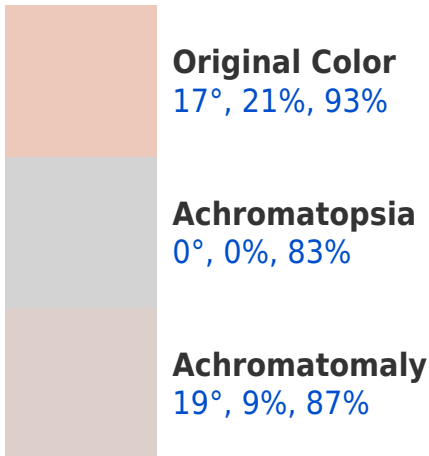 Original Color
17°, 21%, 93%
Achromatopsia
0°, 0%, 83%
Achromatomaly
19°, 9%, 87%